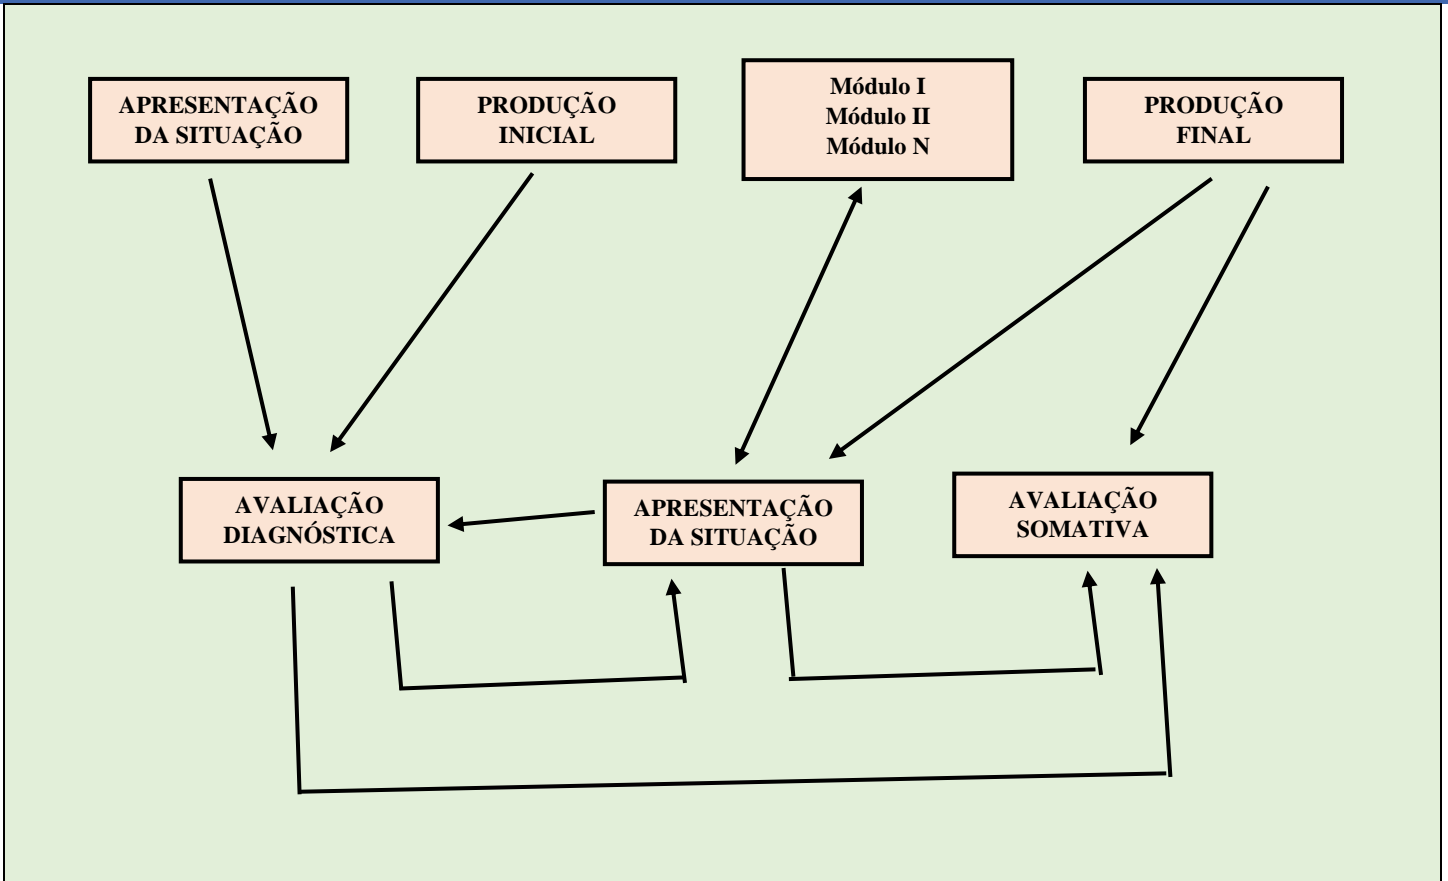 APRESENTAÇÃO
DA SITUAÇÃO
PRODUÇÃO
INICIAL
Módulo I
Módulo II
Módulo N
PRODUÇÃO
FINAL
AVALIAÇÃO
DIAGNÓSTICA
APRESENTAÇÃO
DA SITUAÇÃO
AVALIAÇÃO
SOMATIVA